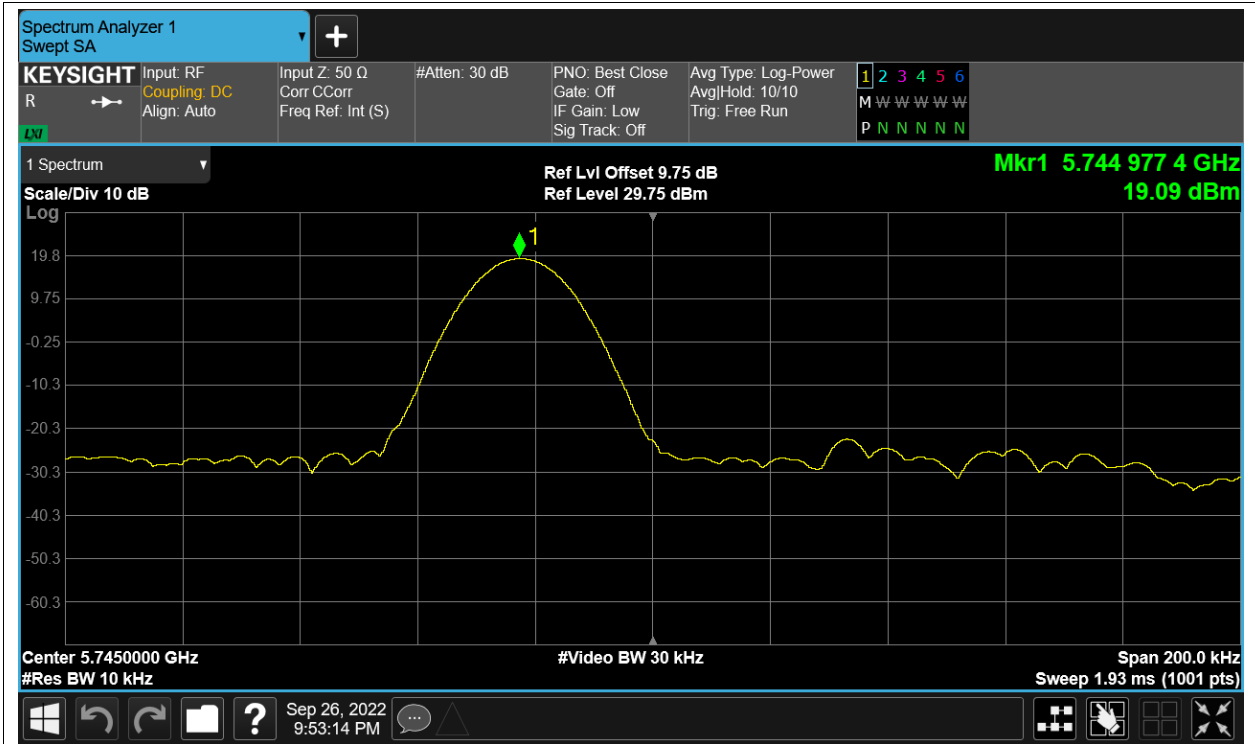 Spectrum Analyzer 1
Swept SA
KEYSIGHT
R
LXI
Input: RF
Coupling: DC
Align: Auto
Input Z: 50 Ω
Corr CCorr
Freq Ref: Int (S)
#Atten: 30 dB
PNO: Best Close
Gate: Off
IF Gain: Low
Sig Track: Off
Avg Type: Log-Power
Avg|Hold: 10/10
Trig: Free Run
1 2 3 4 5 6
M W W W W W
P N N N N N
1 Spectrum
Scale/Div 10 dB
Log
Ref Lvl Offset 9.75 dB
Ref Level 29.75 dBm
Mkr1 5.744 977 4 GHz
19.09 dBm
1
19.8
9.75
-0.25
-10.3
-20.3
-30.3
-40.3
-50.3
-60.3
Center 5.7450000 GHz
#Res BW 10 kHz
#Video BW 30 kHz
Span 200.0 kHz
Sweep 1.93 ms (1001 pts)
?
Sep 26, 2022
9:53:14 PM